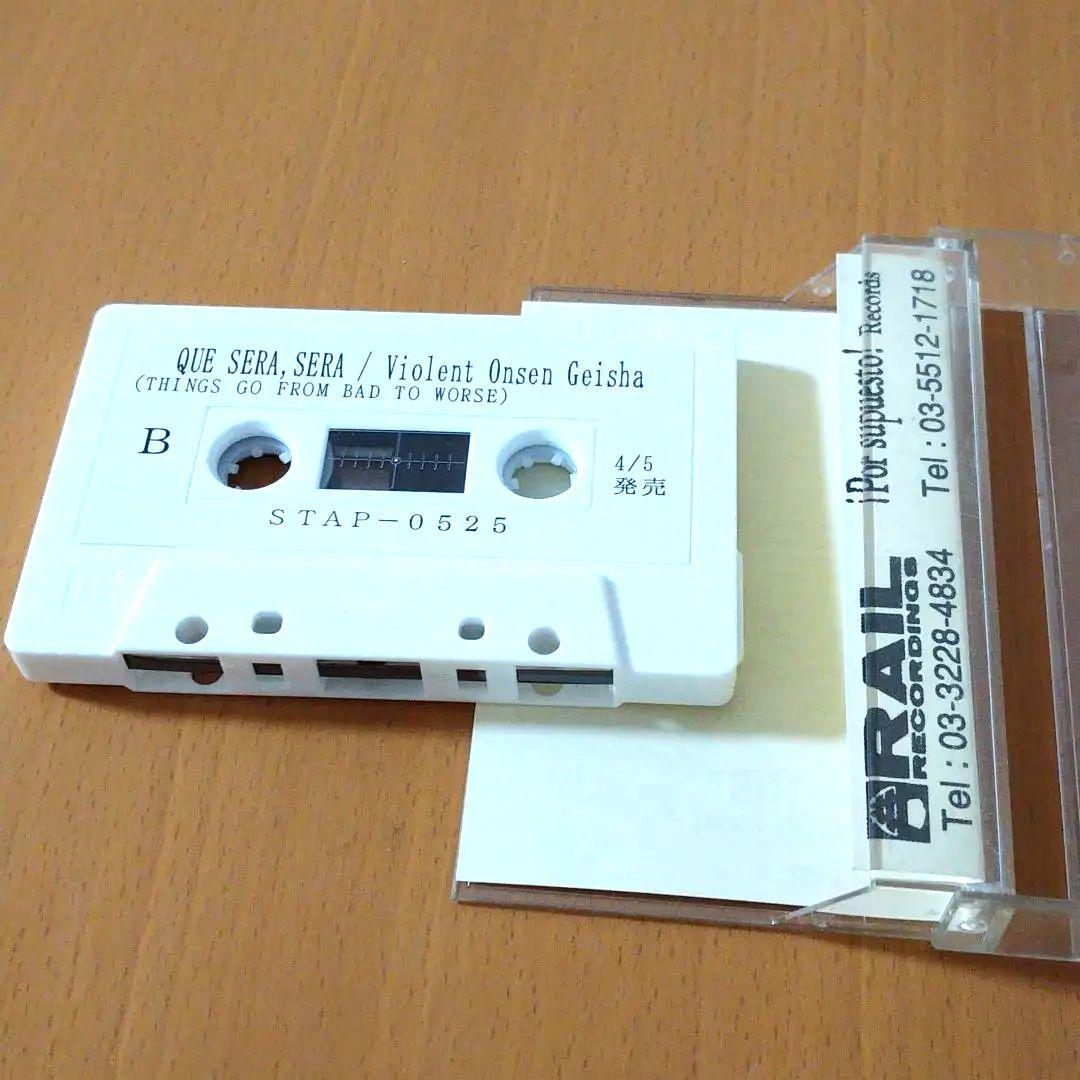 QUE SERA,SERA / Violent Onsen Geisha
(THINGS GO FROM BAD TO WORSE)
B
4/5
発売
STAP-0525
¡Por supuesto! Records
Tel : 03-5512-1718
RAIL
RECORDINGS
Tel : 03-3228-4834